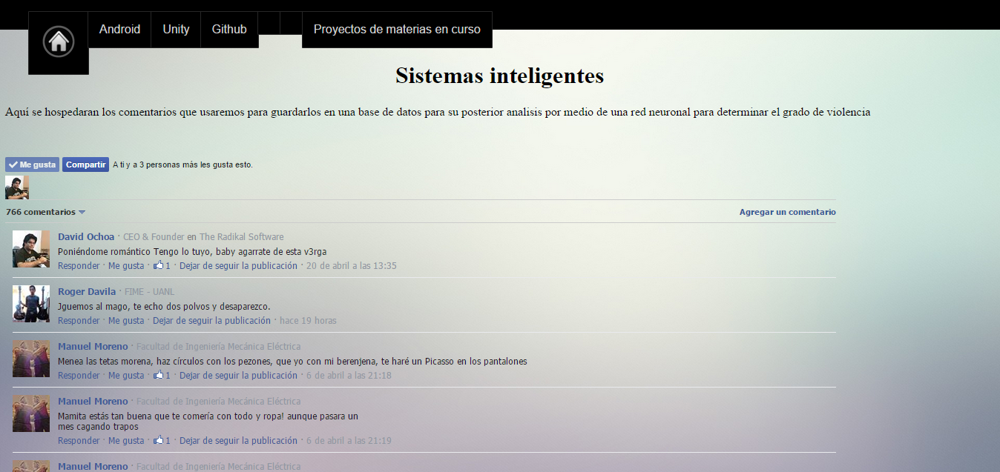 Android Unity Github Proyectos de materias en curso
Sistemas inteligentes
Aquí se hospedaran los comentarios que usaremos para guardarlos en una base de datos para su posterior analisis por medio de una red neuronal para determinar el grado de violencia
Me gusta Compartir A ti y a 3 personas más les gusta esto.
766 comentarios Agregar un comentario
David Ochoa · CEO & Founder en The Radikal Software
Poniéndome romántico Tengo lo tuyo, baby agarrate de esta v3rga
Responder · Me gusta · 1 · Dejar de seguir la publicación · 20 de abril a las 13:35
Roger Davila · FIME - UANL
Jguemos al mago, te echo dos polvos y desaparezco.
Responder · Me gusta · Dejar de seguir la publicación · hace 19 horas
Manuel Moreno · Facultad de Ingeniería Mecánica Eléctrica
Menea las tetas morena, haz círculos con los pezones, que yo con mi berenjena, te haré un Picasso en los pantalones
Responder · Me gusta · 1 · Dejar de seguir la publicación · 6 de abril a las 21:18
Manuel Moreno · Facultad de Ingeniería Mecánica Eléctrica
Mamita estás tan buena que te comería con todo y ropa! aunque pasara un
mes cagando trapos
Responder · Me gusta · 1 · Dejar de seguir la publicación · 6 de abril a las 21:19
Manuel Moreno · Facultad de Ingeniería Mecánica Eléctrica